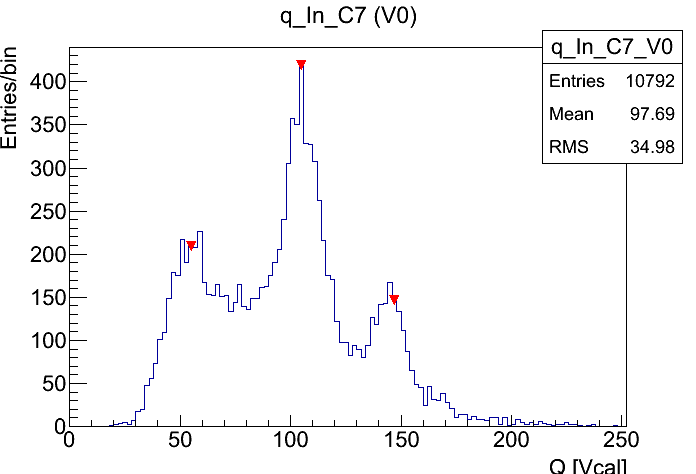 q_In_C7 (V0)
q_In_C7_V0
Entries 10792
Mean 97.69
RMS 34.98
Entries/bin
400
350
300
250
200
150
100
50
0
0 50 100 150 200 250
Q [Vcal]